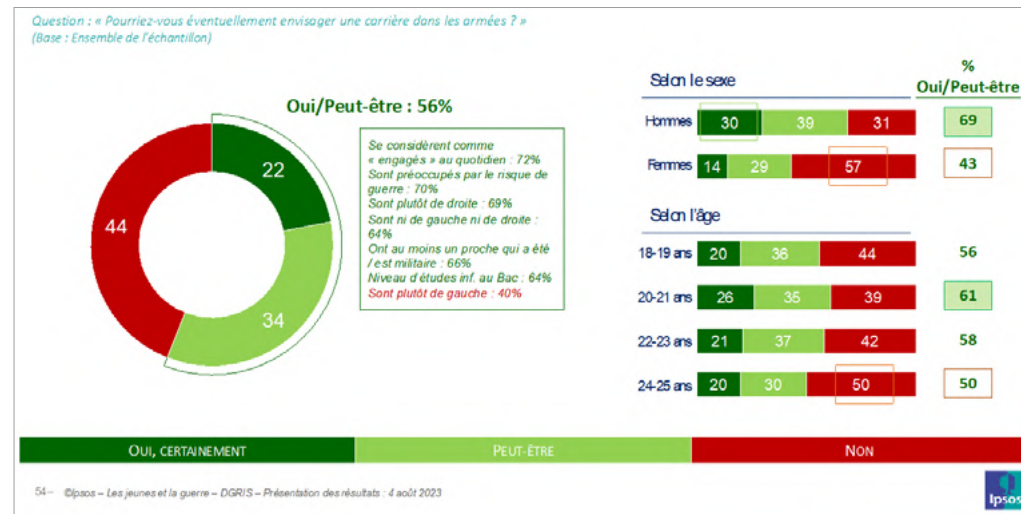 Question : « Pourriez-vous éventuellement envisager une carrière dans les armées ? »
(Base : Ensemble de l'échantillon)
Oui/Peut-être : 56%
22
34
44
Se considèrent comme
« engagés » au quotidien : 72%
Sont préoccupés par le risque de
guerre : 70%
Sont plutôt de droite : 69%
Sont ni de gauche ni de droite :
64%
Ont au moins un proche qui a été
/ est militaire : 66%
Niveau d'études inf. au Bac : 64%
Sont plutôt de gauche : 40%
%
Oui/Peut-être
Selon le sexe
Hommes 30 39 31 69
Femmes 14 29 57 43
Selon l'âge
18-19 ans 20 36 44 56
20-21 ans 26 35 39 61
22-23 ans 21 37 42 58
24-25 ans 20 30 50 50
OUI, CERTAINEMENT PEUT-ÊTRE NON
54 – ©Ipsos – Les jeunes et la guerre – DGRIS – Présentation des résultats : 4 août 2023
Ipsos